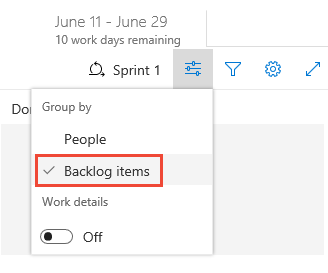 June 11 - June 29
10 work days remaining
Sprint 1
Group by
People
Backlog items
Work details
Off